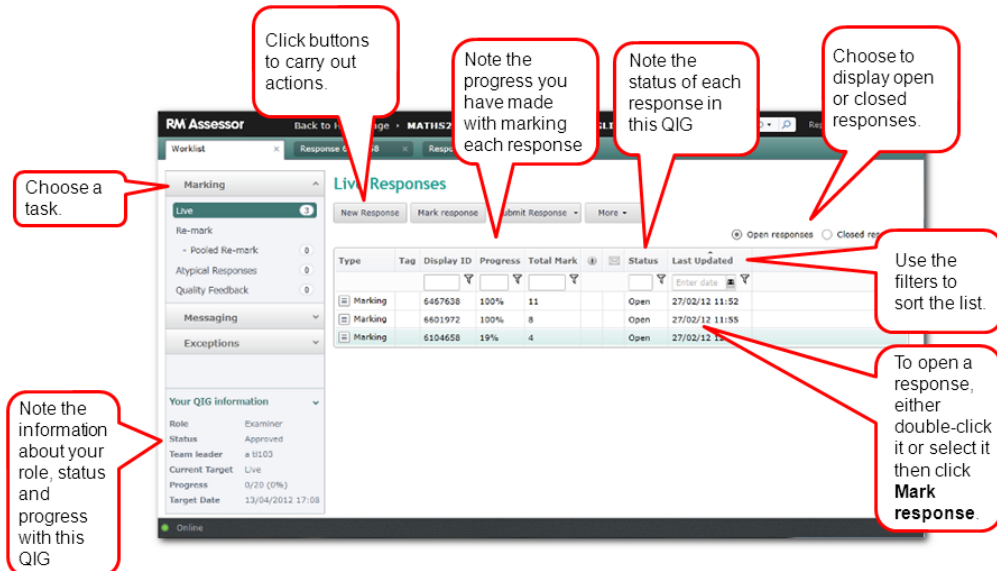 Click buttons
to carry out
actions.
Note the
progress you
have made
with marking
each response
Note the
status of each
response in
this QIG
Choose to
display open
or closed
responses.
RM Assessor
Back to
age • MATHS2
Worklist ×
Response 6
58 ×
Choose a
task.
Marking
Live 3
Re-mark
- Pooled Re-mark 0
Atypical Responses 0
Quality Feedback 0
Messaging
Exceptions
Live Responses
New Response Mark response Submit Response More
Open responses Closed
Type Tag Display ID Progress Total Mark Status Last Updated
Enter date
Marking 6467638 100% 11 Open 27/02/12 11:52
Marking 6601972 100% 8 Open 27/02/12 11:55
Marking 6104658 19% 4 Open 27/02/12
Use the
filters to
sort the list.
To open a
response,
either
double-click
it or select it
then click
Mark
response.
Note the
information
about your
role, status
and
progress
with this
QIG
Your QIG information
Role Examiner
Status Approved
Team leader a tl103
Current Target Live
Progress 0/20 (0%)
Target Date 13/04/2012 17:08
Online